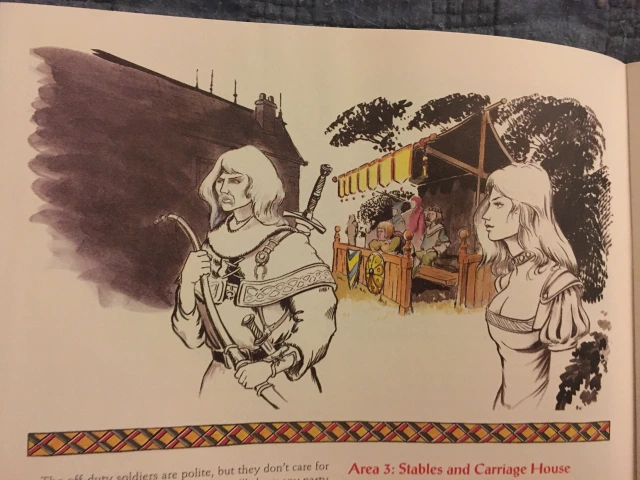 The off-duty soldiers are polite, but they don't care for
Area 3: Stables and Carriage House